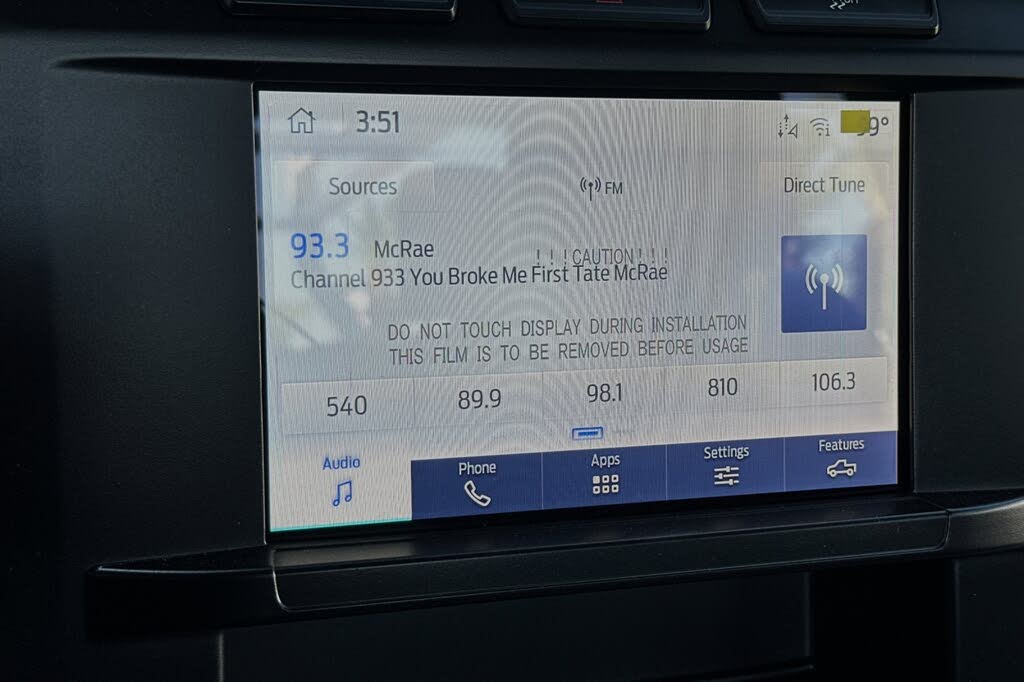 3:51
9°
Sources
FM
Direct Tune
93.3 McRae
! ! ! CAUTION ! ! !
Channel 933 You Broke Me First Tate McRae
DO NOT TOUCH DISPLAY DURING INSTALLATION
THIS FILM IS TO BE REMOVED BEFORE USAGE
540 89.9 98.1 810 106.3
Audio Phone Apps Settings Features